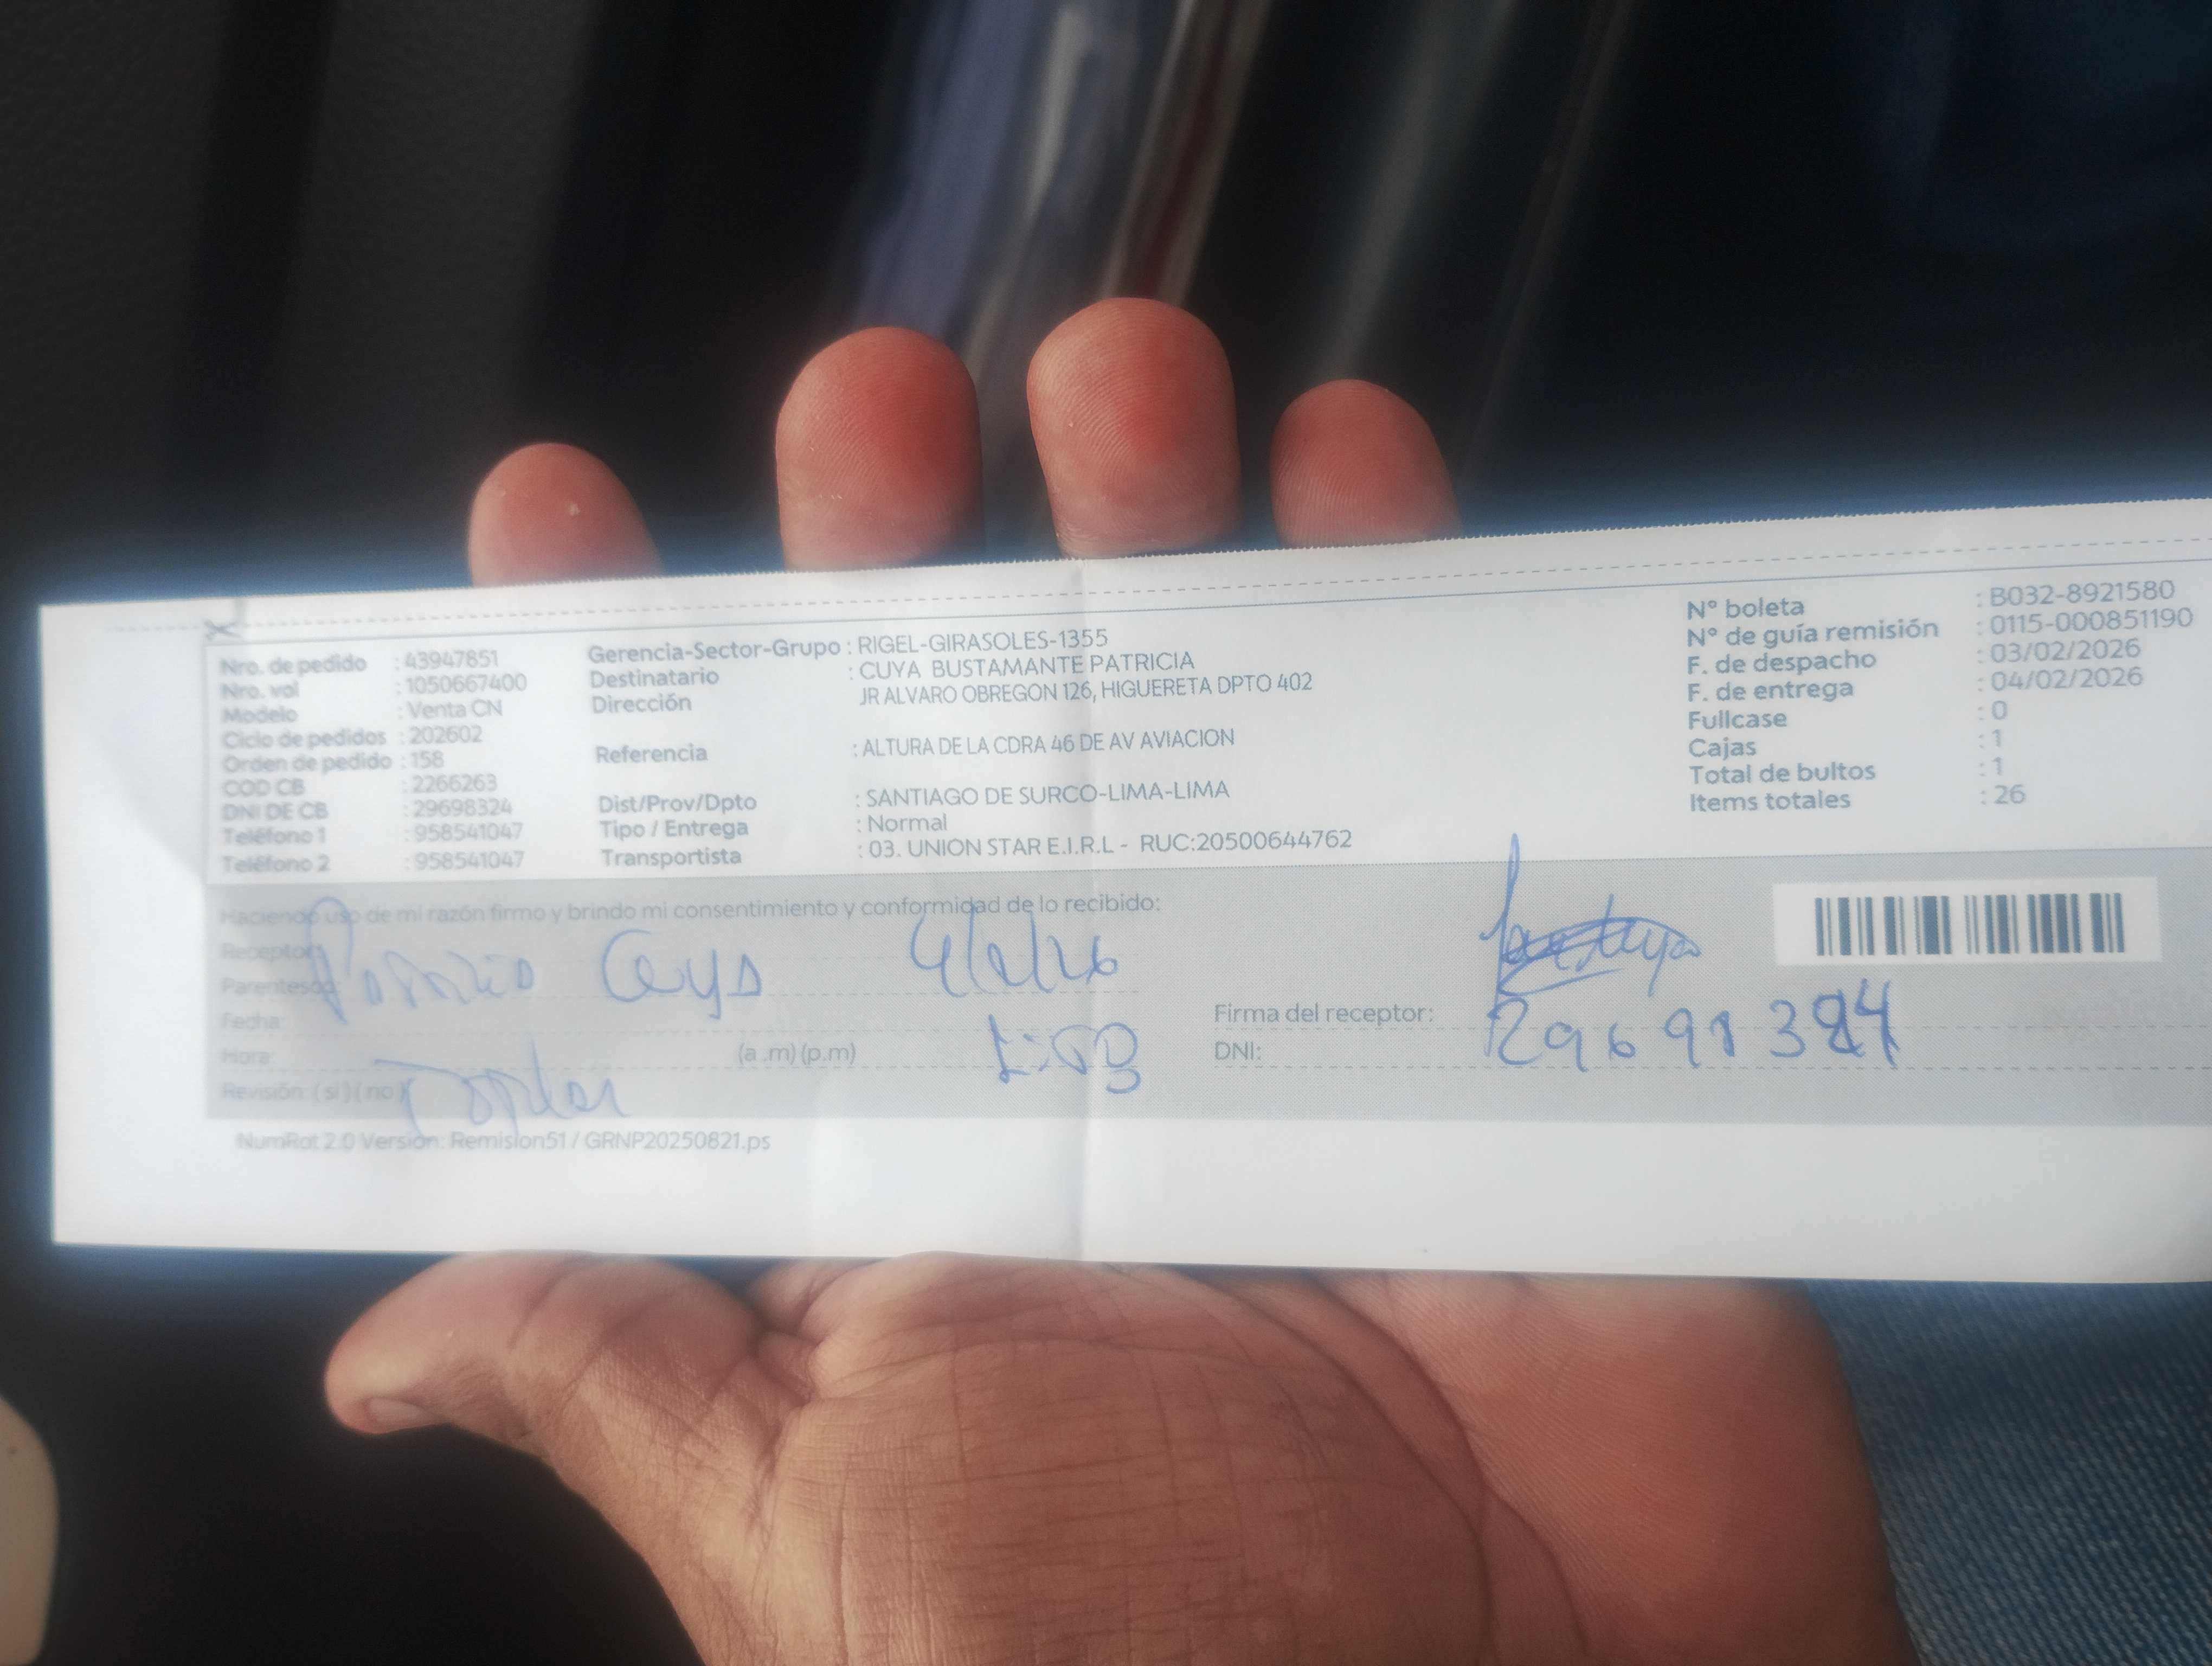 Nro. de pedido : 43947851
Nro. vol : 1050667400
Modelo : Venta CN
Ciclo de pedidos : 202602
Orden de pedido : 158
COD CB : 2266263
DNI DE CB : 29698324
Teléfono 1 : 958541047
Teléfono 2 : 958541047
Gerencia-Sector-Grupo : RIGEL-GIRASOLES-1355
Destinatario : CUYA BUSTAMANTE PATRICIA
Dirección JR ALVARO OBREGON 126, HIGUERETA DPTO 402
Referencia : ALTURA DE LA CDRA 46 DE AV AVIACION
Dist/Prov/Dpto : SANTIAGO DE SURCO-LIMA-LIMA
Tipo / Entrega : Normal
Transportista : 03. UNION STAR E.I.R.L - RUC:20500644762
N° boleta : B032-8921580
N° de guía remisión : 0115-000851190
F. de despacho : 03/02/2026
F. de entrega : 04/02/2026
Fullcase : 0
Cajas : 1
Total de bultos : 1
Items totales : 26
Haciendo uso de mi razón firmo y brindo mi consentimiento y conformidad de lo recibido:
Receptor:
Parentesco:
Cuya 4/2/26
Fecha:
Hora: (a .m) (p.m)
Revisión: ( si ) ( no )
Firma del receptor:
DNI:
NumRot 2.0 Version: Remision51 / GRNP20250821.ps